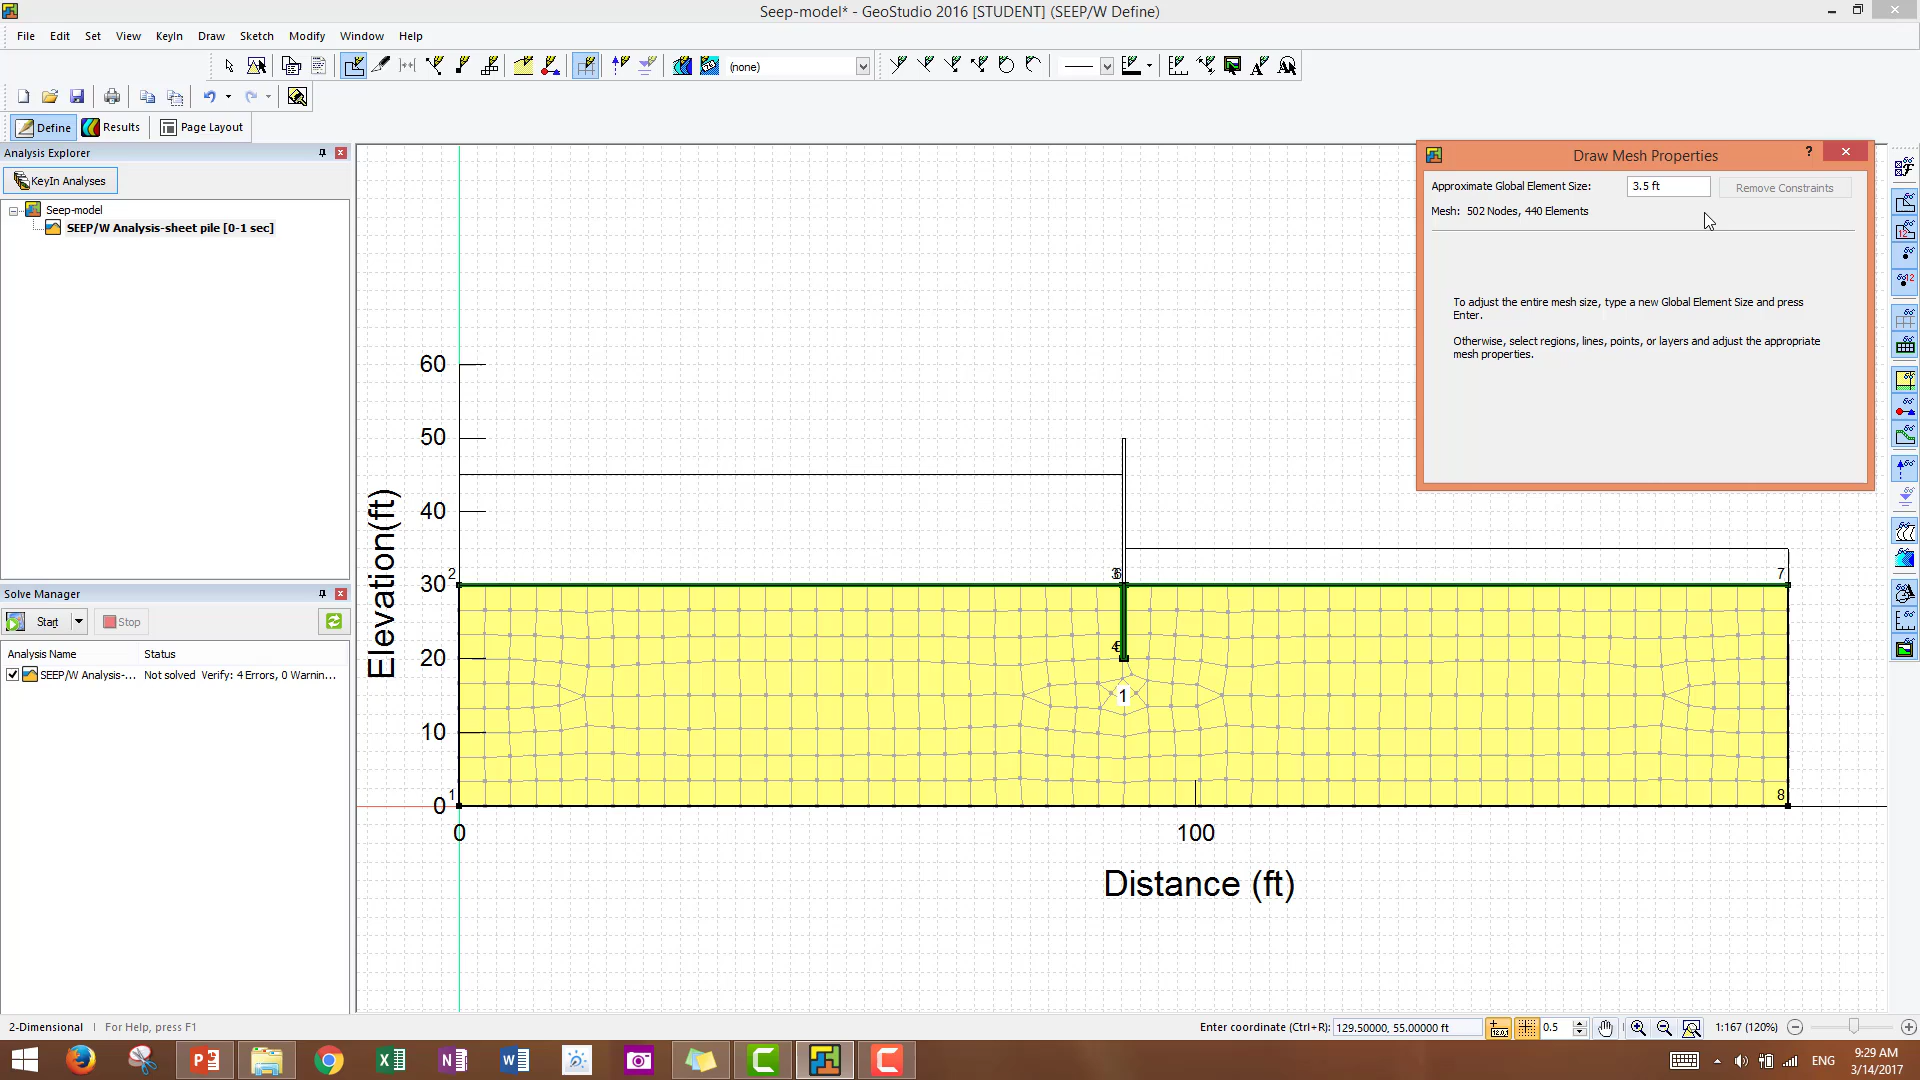 Seep-model* - GeoStudio 2016 [STUDENT] (SEEP/W Define)
File Edit Set View KeyIn Draw Sketch Modify Window Help
(none)
Define Results Page Layout
Analysis Explorer
KeyIn Analyses
Seep-model
SEEP/W Analysis-sheet pile [0-1 sec]
Solve Manager
Start Stop
Analysis Name Status
SEEP/W Analysis-... Not solved Verify: 4 Errors, 0 Warnin...
Draw Mesh Properties ?
Approximate Global Element Size: 3.5 ft Remove Constraints
Mesh: 502 Nodes, 440 Elements
To adjust the entire mesh size, type a new Global Element Size and press
Enter.
Otherwise, select regions, lines, points, or layers and adjust the appropriate
mesh properties.
60
50
40
30
20
10
0
Elevation(ft)
2
7
1
1
8
0 100
Distance (ft)
2-Dimensional For Help, press F1
Enter coordinate (Ctrl+R): 129.50000, 55.00000 ft 0.5 1:167 (120%)
ENG
9:29 AM
3/14/2017